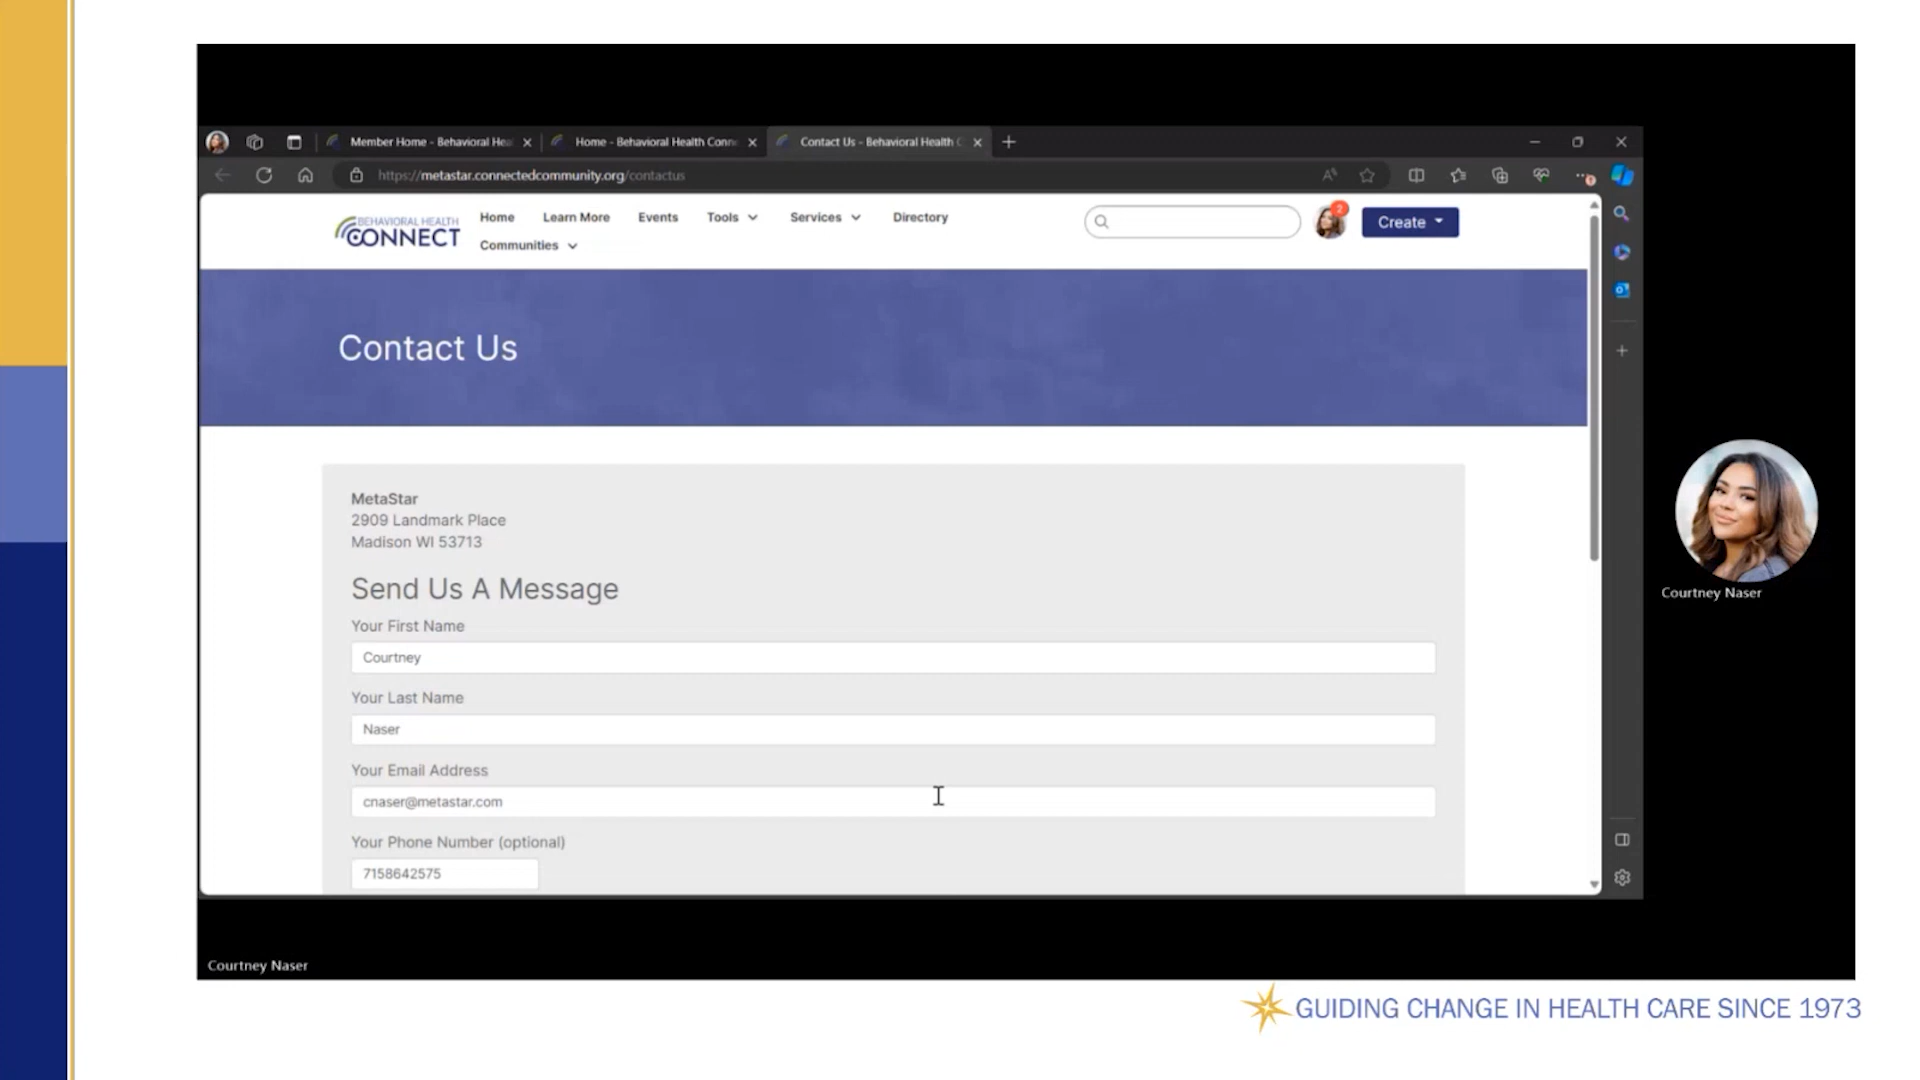 Member Home - Behavioral Hea
Home - Behavioral Health Conn
Contact Us - Behavioral Health C
https://metastar.connectedcommunity.org/contactus
BEHAVIORAL HEALTH
CONNECT
Home
Learn More
Events
Tools
Services
Directory
Communities
2
Create
Contact Us
MetaStar
2909 Landmark Place
Madison WI 53713
Send Us A Message
Your First Name
Courtney
Your Last Name
Naser
Your Email Address
cnaser@metastar.com
Your Phone Number (optional)
7158642575
Courtney Naser
Courtney Naser
GUIDING CHANGE IN HEALTH CARE SINCE 1973